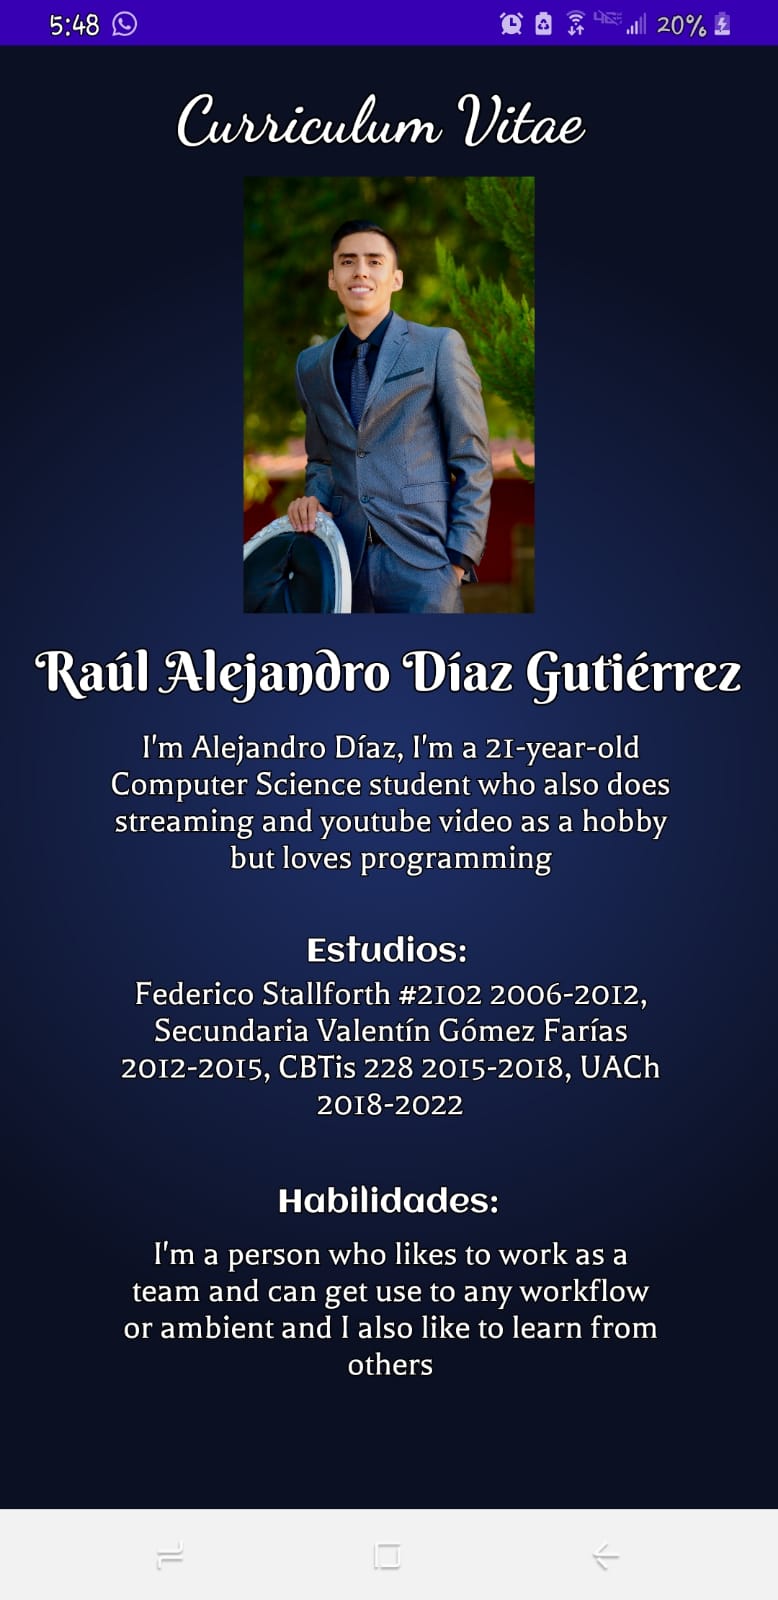 5:48
20%
Curriculum Vitae
Raúl Alejandro Díaz Gutiérrez
I'm Alejandro Díaz, I'm a 21-year-old
Computer Science student who also does
streaming and youtube video as a hobby
but loves programming
Estudios:
Federico Stallforth #2102 2006-2012,
Secundaria Valentín Gómez Farías
2012-2015, CBTis 228 2015-2018, UACh
2018-2022
Habilidades:
I'm a person who likes to work as a
team and can get use to any workflow
or ambient and I also like to learn from
others